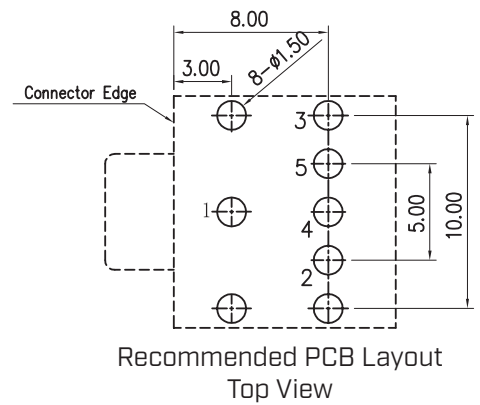 8.00
3.00
8-ø1.50
Connector Edge
3
5
1
4
2
5.00
10.00
Recommended PCB Layout
Top View